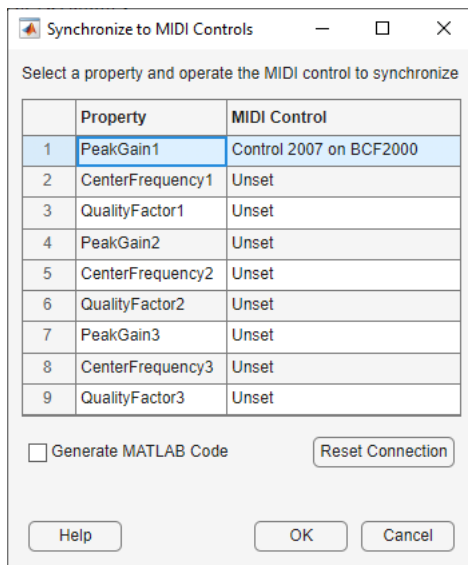 Synchronize to MIDI Controls
Select a property and operate the MIDI control to synchronize
Property MIDI Control
1 PeakGain1 Control 2007 on BCF2000
2 CenterFrequency1 Unset
3 QualityFactor1 Unset
4 PeakGain2 Unset
5 CenterFrequency2 Unset
6 QualityFactor2 Unset
7 PeakGain3 Unset
8 CenterFrequency3 Unset
9 QualityFactor3 Unset
Generate MATLAB Code Reset Connection
Help OK Cancel